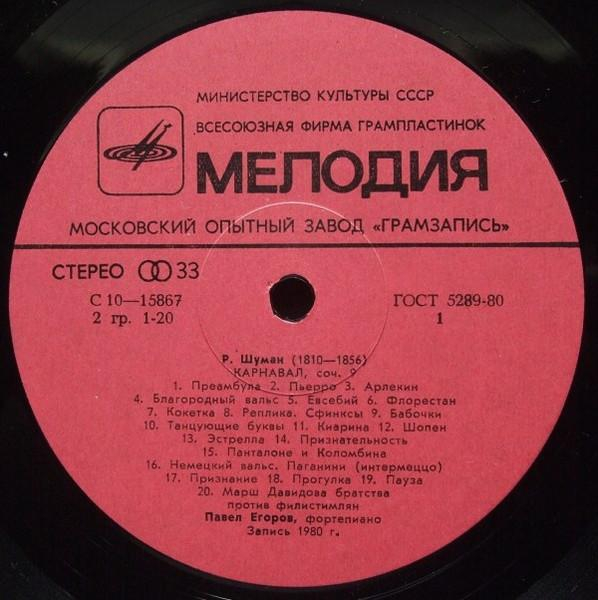 МИНИСТЕРСТВО КУЛЬТУРЫ СССР
ВСЕСОЮЗНАЯ ФИРМА ГРАМПЛАСТИНОК
МЕЛОДИЯ
МОСКОВСКИЙ ОПЫТНЫЙ ЗАВОД «ГРАМЗАПИСЬ»
СТЕРЕО 33
С 10—15867 ГОСТ 5289-80
2 гр. 1-20 1
Р. Шуман (1810—1856)
КАРНАВАЛ, соч. 9
1. Преамбула 2. Пьерро 3. Арлекин
4. Благородный вальс 5. Евсебий 6. Флорестан
7. Кокетка 8. Реплика. Сфинксы 9. Бабочки
10. Танцующие буквы 11. Киарина 12. Шопен
13. Эстрелла 14. Признательность
15. Панталоне и Коломбина
16. Немецкий вальс. Паганини (интермеццо)
17. Признание 18. Прогулка 19. Пауза
20. Марш Давидова братства
против филистимлян
Павел Егоров, фортепиано
Запись 1980 г.